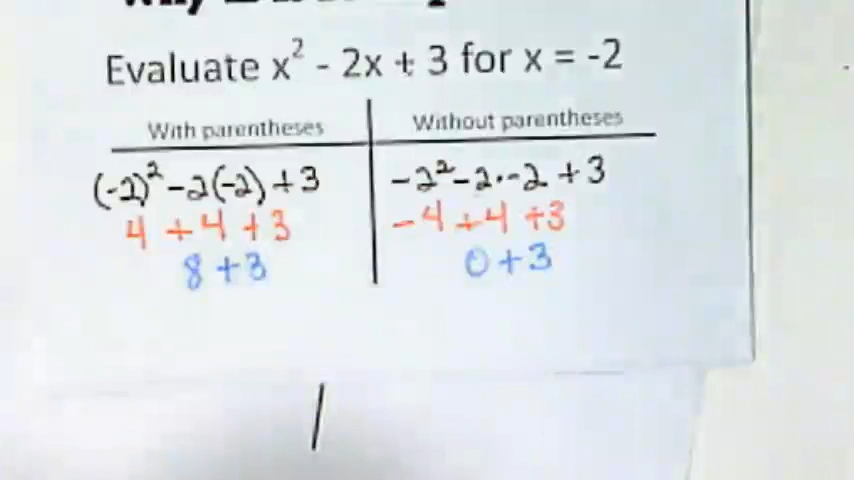 Evaluate x² - 2x + 3 for x = -2
With parentheses Without parentheses
(-2)² - 2(-2) + 3 -2² - 2·-2 + 3
4 + 4 + 3 -4 + 4 + 3
8 + 3 0 + 3